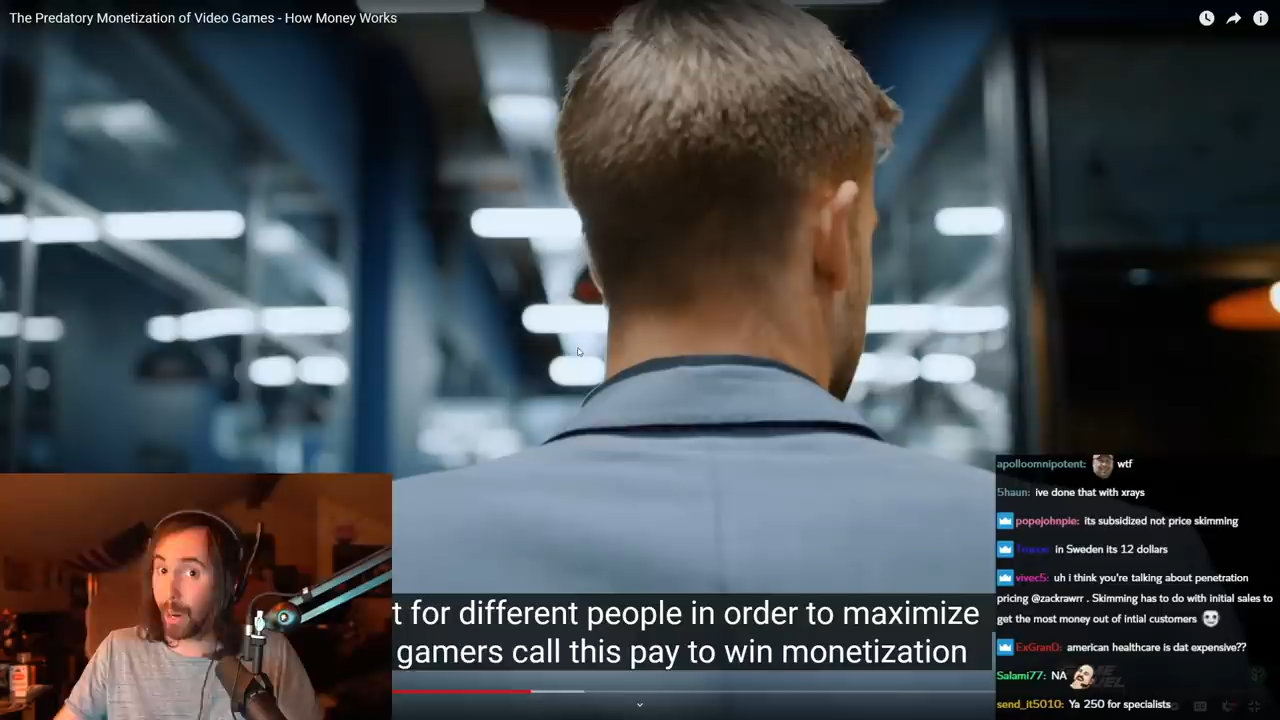 The Predatory Monetization of Video Games - How Money Works
t for different people in order to maximize
gamers call this pay to win monetization
apolloomnipotent: wtf
5haun: ive done that with xrays
popejohnpie: its subsidized not price skimming
in Sweden its 12 dollars
vivec5: uh i think you're talking about penetration
pricing @zackrawrr . Skimming has to do with initial sales to
get the most money out of intial customers
ExGranD: american healthcare is dat expensive??
Salami77: NA
send_it5010: Ya 250 for specialists